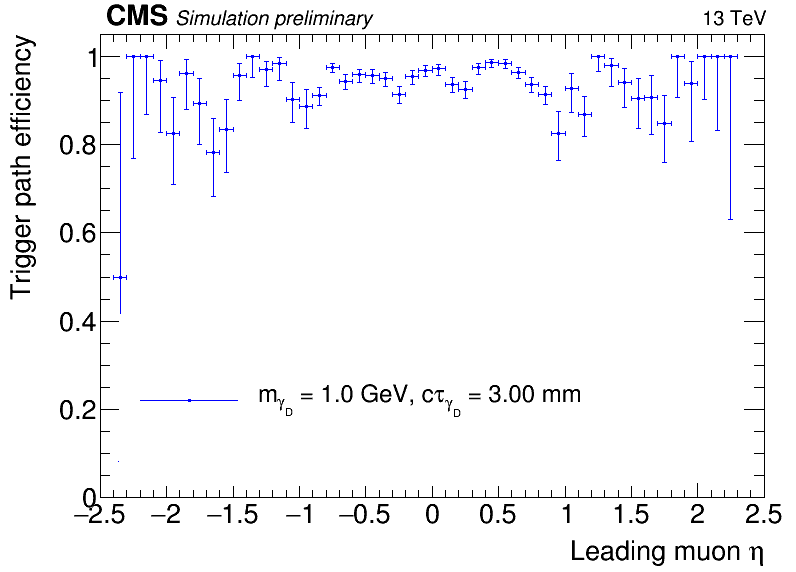 CMS Simulation preliminary 13 TeV
Trigger path efficiency
1
0.8
0.6
0.4
0.2
0
m_γ_D = 1.0 GeV, cτ_γ_D = 3.00 mm
−2.5 −2 −1.5 −1 −0.5 0 0.5 1 1.5 2 2.5
Leading muon η